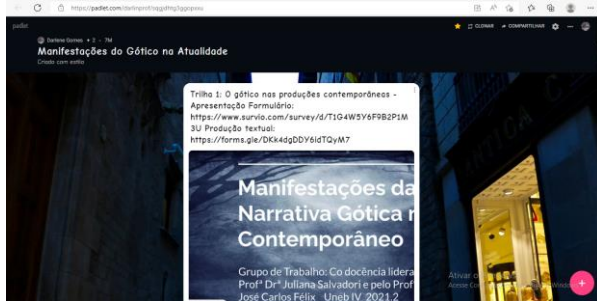 https://padlet.com/darlnprof/
padlet
CLONAR
COMPARTILHAR
Darlene Gomes + 2 · 7M
Manifestações do Gótico na Atualidade
Criado com estilo
Trilha 1: O gótico nas produções contemporâneas -
Apresentação Formulário:
https://www.survio.com/survey/d/T1G4W5Y6F9B2P1M
3U Produção textual:
https://forms.gle/DKk4dgDDY6idTQyM7
Manifestações da
Narrativa Gótica
Contemporâneo
Grupo de Trabalho: Co docência lidera
Profª Drª Juliana Salvadori e pelo Prof
José Carlos Félix Uneb IV 2021.2
Ativar o
Acesse